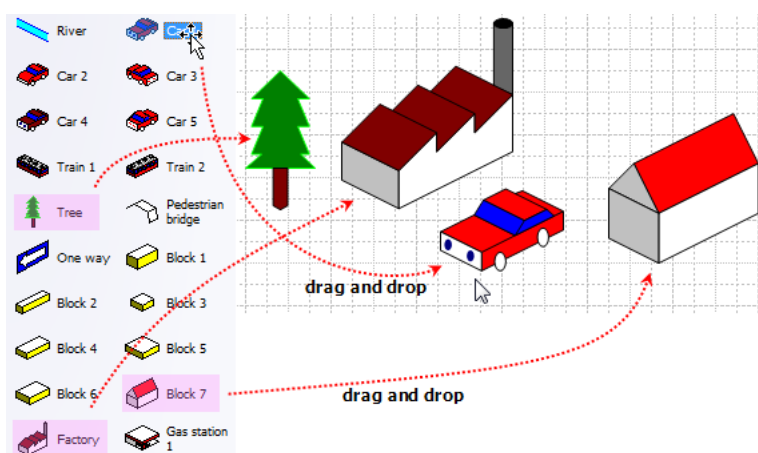 River
Ca
Car 2
Car 3
Car 4
Car 5
Train 1
Train 2
Tree
Pedestrian
bridge
One way
Block 1
Block 2
Block 3
Block 4
Block 5
Block 6
Block 7
Factory
Gas station
1
drag and drop
drag and drop